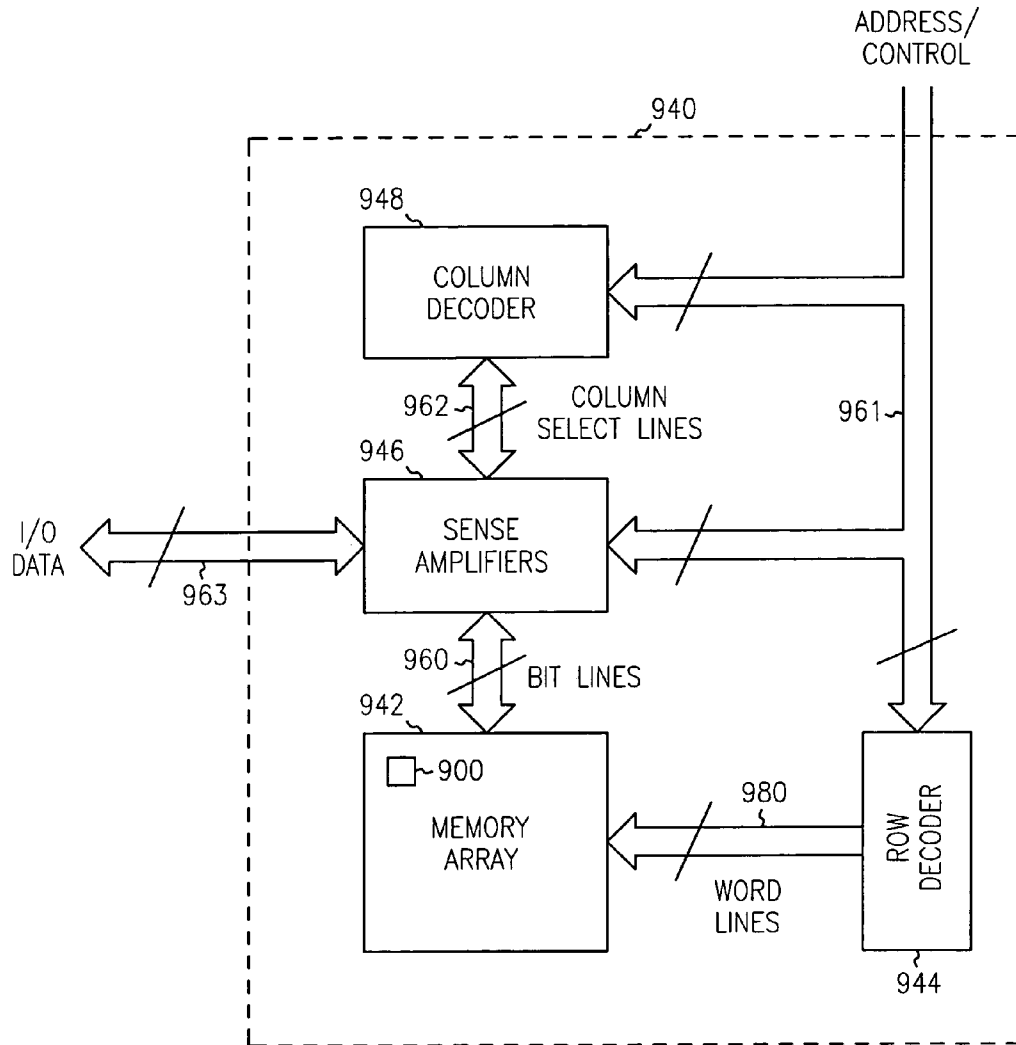 ADDRESS/
CONTROL
940
948
COLUMN
DECODER
962
COLUMN
SELECT LINES
961
946
I/O
DATA
SENSE
AMPLIFIERS
963
960
BIT LINES
942
900
MEMORY
ARRAY
980
WORD
LINES
ROW
DECODER
944